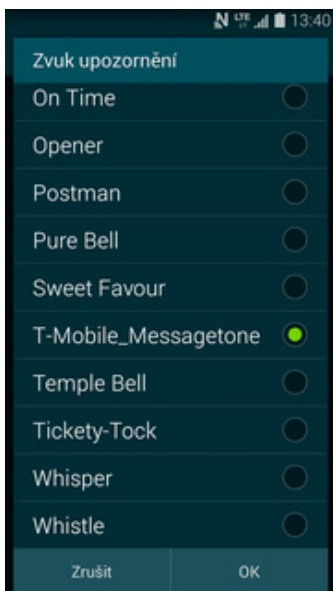 13:40
Zvuk upozornění
On Time
Opener
Postman
Pure Bell
Sweet Favour
T-Mobile_Messagetone
Temple Bell
Tickety-Tock
Whisper
Whistle
Zrušit OK